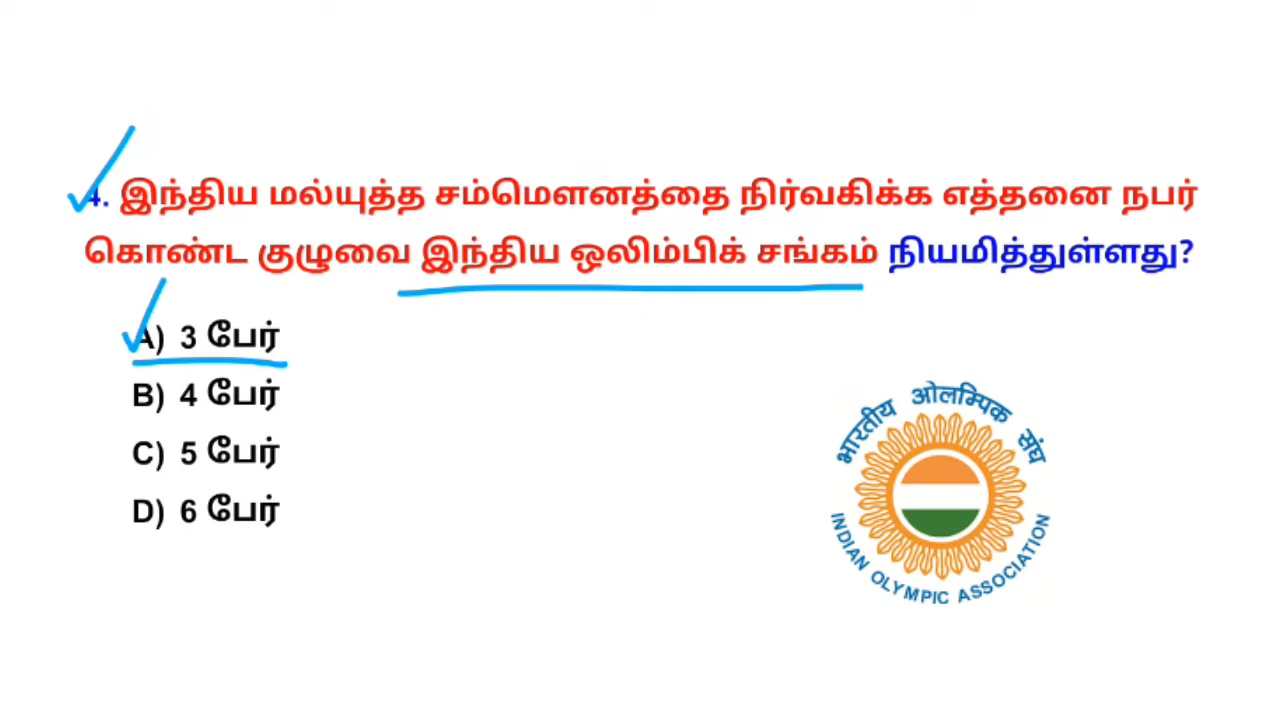 4. இந்திய மல்யுத்த சம்மௌனத்தை நிர்வகிக்க எத்தனை நபர்
கொண்ட குழுவை இந்திய ஒலிம்பிக் சங்கம் நியமித்துள்ளது?
A) 3 பேர்
B) 4 பேர்
C) 5 பேர்
D) 6 பேர்
भारतीय ओलम्पिक संघ
INDIAN OLYMPIC ASSOCIATION